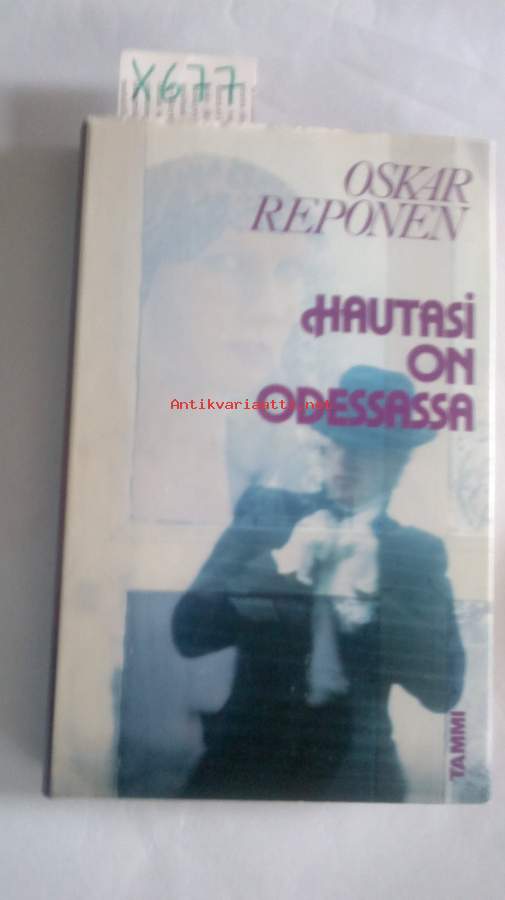 X677
OSKAR
REPONEN
HAUTASi
ON
ODESSASSA
Antikvariaatti.net
TAMMI